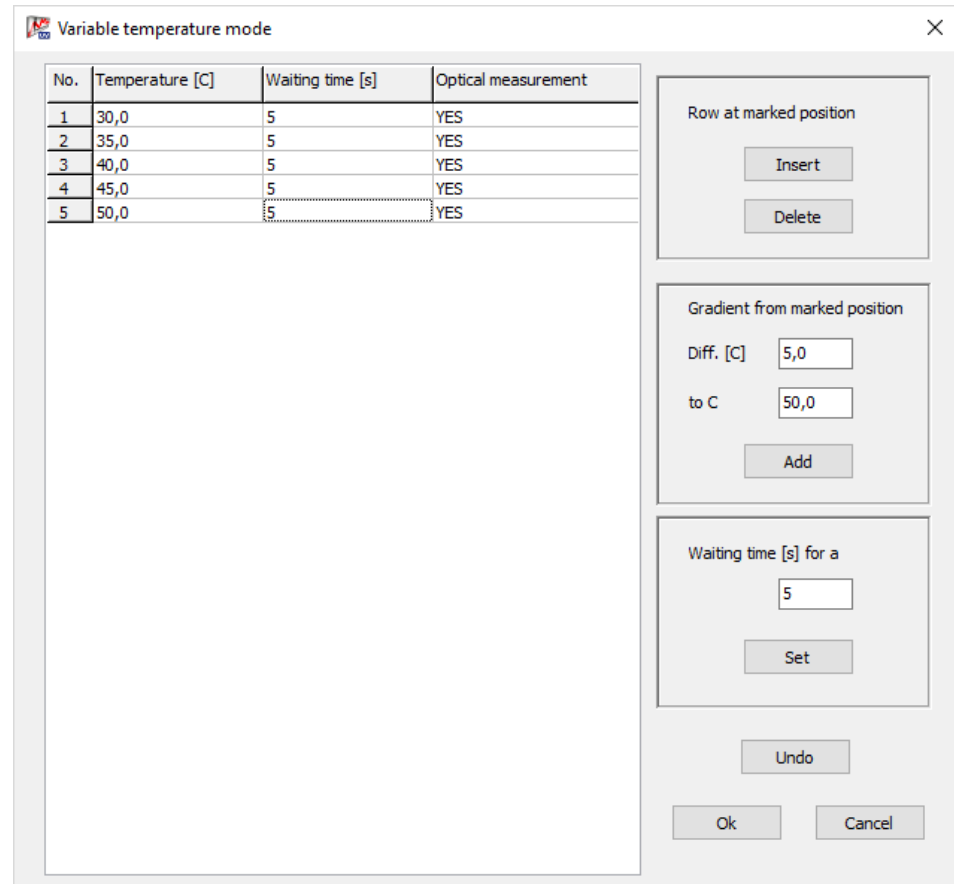 Variable temperature mode
No. Temperature [C] Waiting time [s] Optical measurement
1 30,0 5 YES
2 35,0 5 YES
3 40,0 5 YES
4 45,0 5 YES
5 50,0 5 YES
Row at marked position
Insert
Delete
Gradient from marked position
Diff. [C] 5,0
to C 50,0
Add
Waiting time [s] for a
5
Set
Undo
Ok Cancel